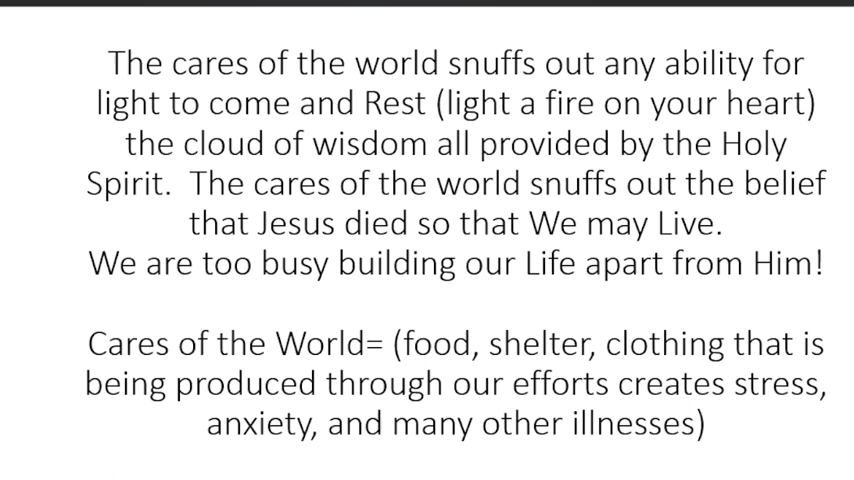 The cares of the world snuffs out any ability for
light to come and Rest (light a fire on your heart)
the cloud of wisdom all provided by the Holy
Spirit.  The cares of the world snuffs out the belief
that Jesus died so that We may Live.
We are too busy building our Life apart from Him!
Cares of the World= (food, shelter, clothing that is
being produced through our efforts creates stress,
anxiety, and many other illnesses)